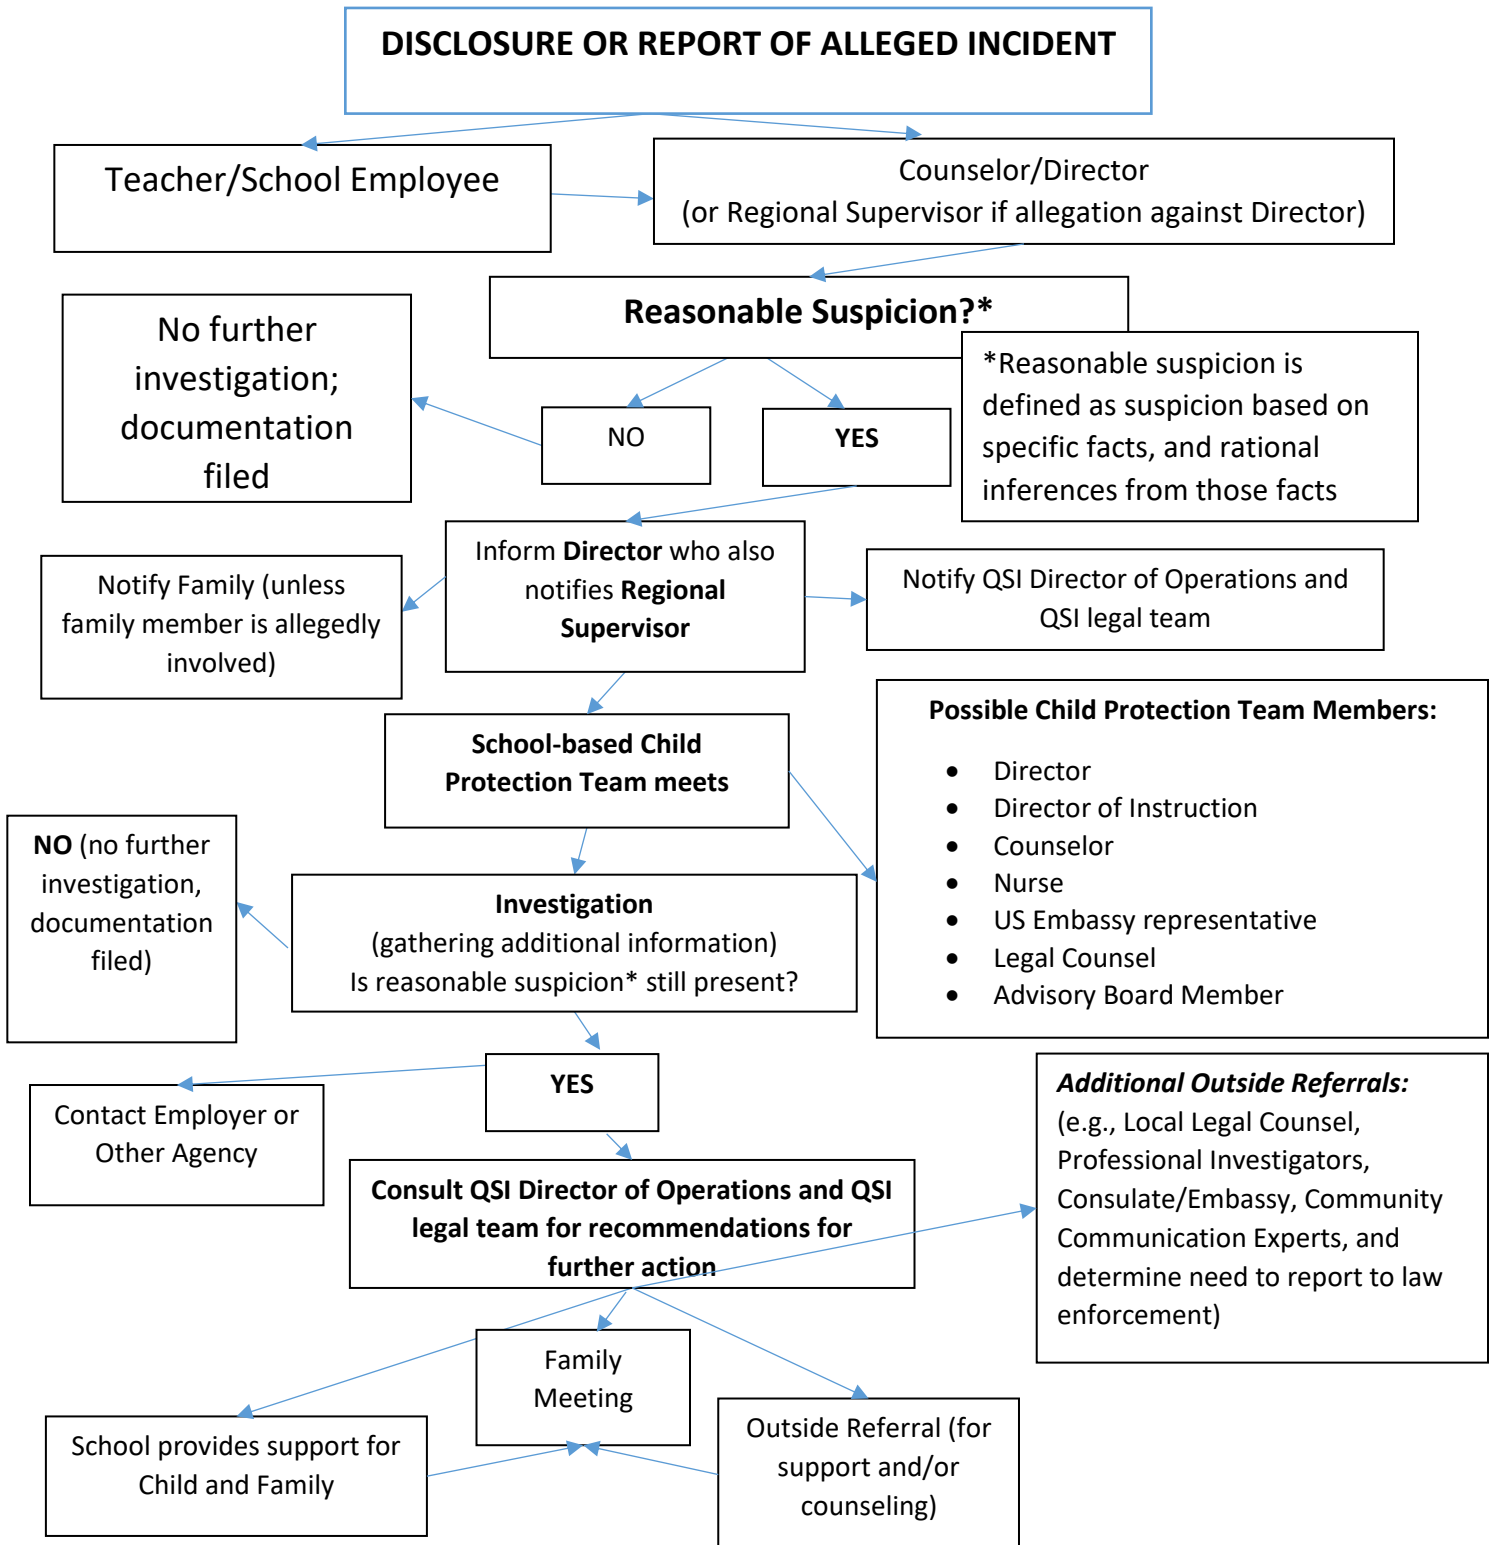 DISCLOSURE OR REPORT OF ALLEGED INCIDENT
Teacher/School Employee
Counselor/Director
(or Regional Supervisor if allegation against Director)
Reasonable Suspicion?*
No further
investigation;
documentation
filed
*Reasonable suspicion is
defined as suspicion based on
specific facts, and rational
inferences from those facts
NO
YES
Inform Director who also
notifies Regional
Supervisor
Notify Family (unless
family member is allegedly
involved)
Notify QSI Director of Operations and
QSI legal team
School-based Child
Protection Team meets
Possible Child Protection Team Members:
• Director
• Director of Instruction
• Counselor
• Nurse
• US Embassy representative
• Legal Counsel
• Advisory Board Member
NO (no further
investigation,
documentation
filed)
Investigation
(gathering additional information)
Is reasonable suspicion* still present?
YES
Contact Employer or
Other Agency
Additional Outside Referrals:
(e.g., Local Legal Counsel,
Professional Investigators,
Consulate/Embassy, Community
Communication Experts, and
determine need to report to law
enforcement)
Consult QSI Director of Operations and QSI
legal team for recommendations for
further action
Family
Meeting
School provides support for
Child and Family
Outside Referral (for
support and/or
counseling)